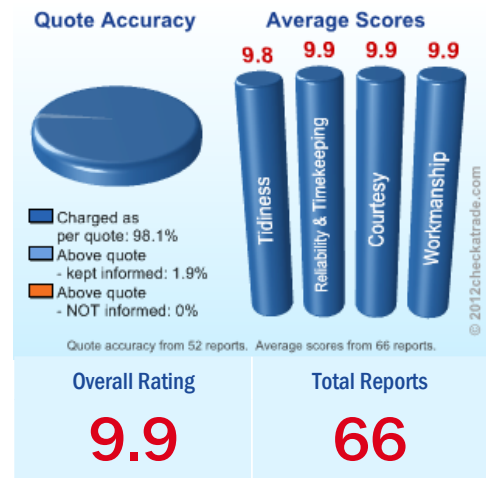 Quote Accuracy
Average Scores
9.8
9.9
9.9
9.9
Tidiness
Reliability & Timekeeping
Courtesy
Workmanship
Charged as
per quote: 98.1%
Above quote
- kept informed: 1.9%
Above quote
- NOT informed: 0%
© 2012checkatrade.com
Quote accuracy from 52 reports. Average scores from 66 reports.
Overall Rating
9.9
Total Reports
66